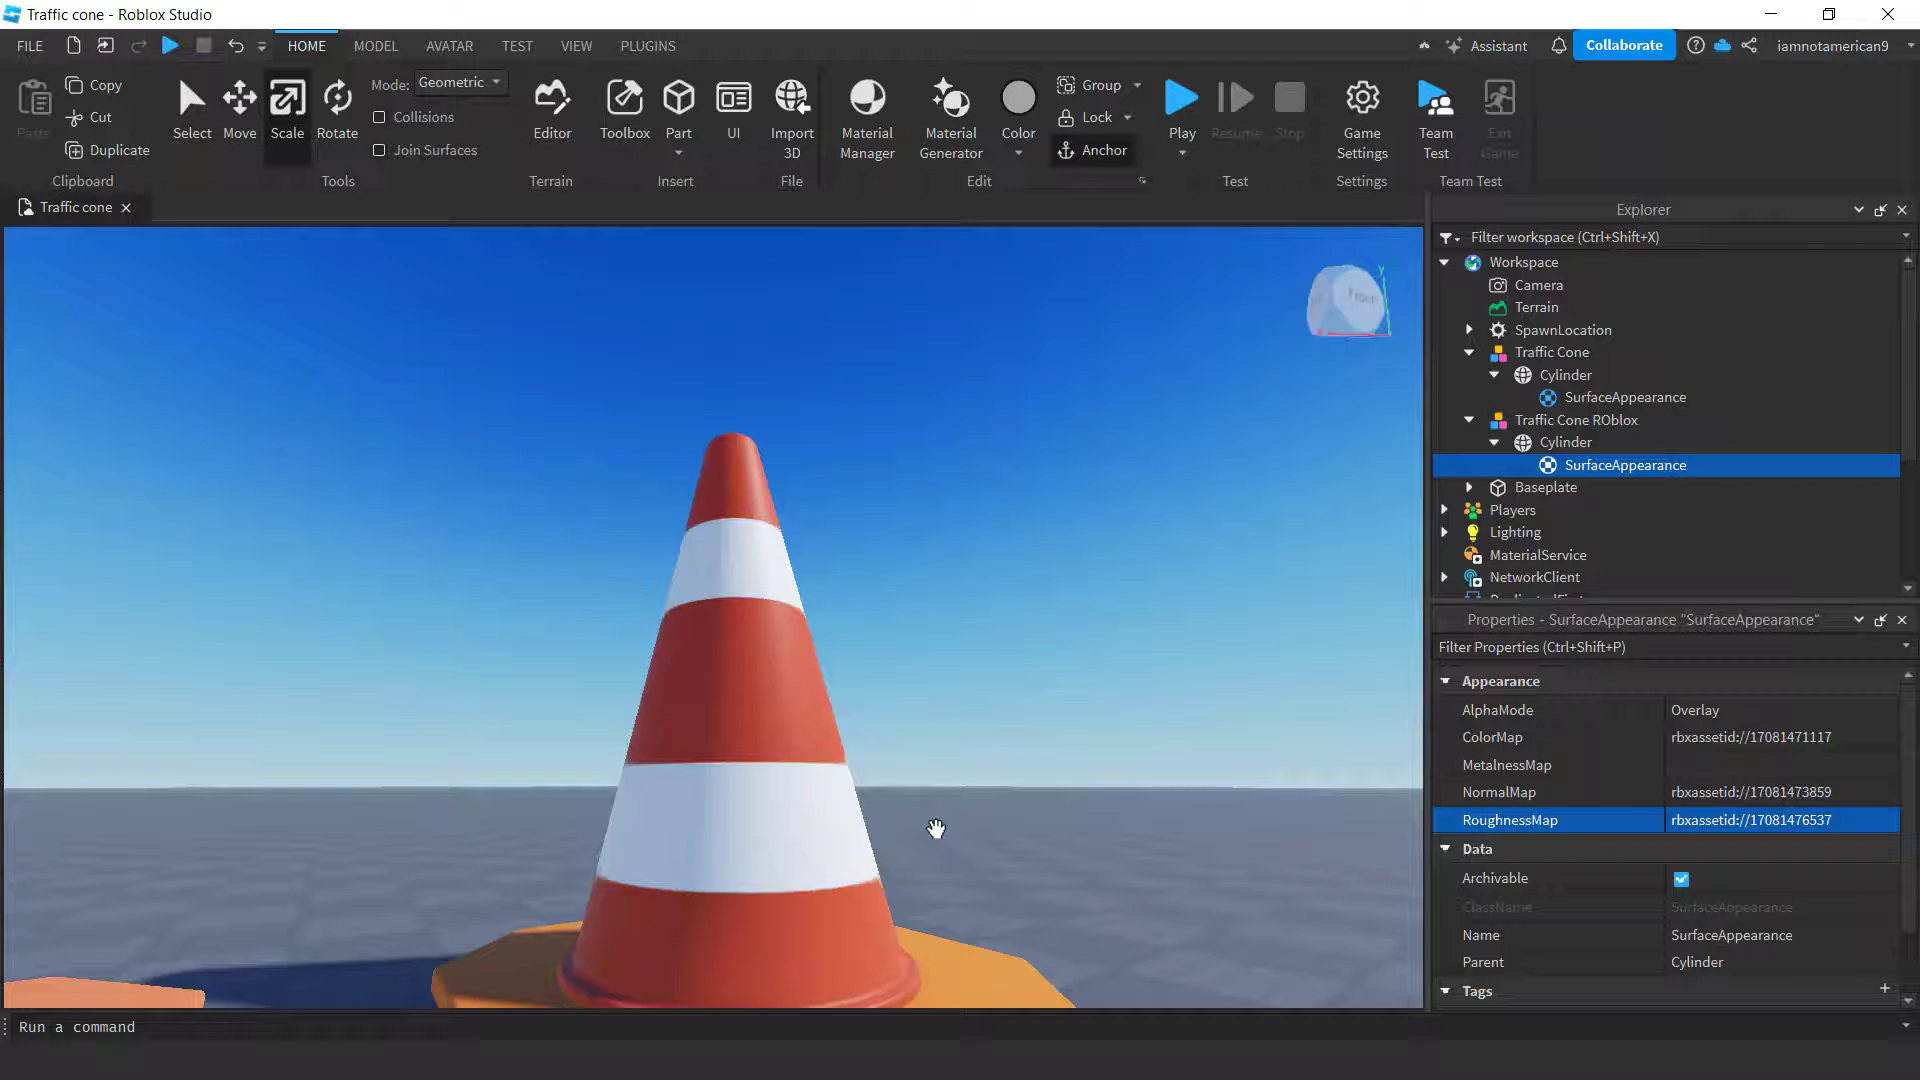 Traffic cone - Roblox Studio
FILE HOME MODEL AVATAR TEST VIEW PLUGINS Assistant Collaborate iamnotamerican9
Paste Copy Cut Duplicate Clipboard
Select Move Scale Rotate Mode: Geometric Collisions Join Surfaces Tools
Editor Terrain
Toolbox Part UI Insert
Import 3D File
Material Manager Material Generator Color Group Lock Anchor Edit
Play Resume Stop Test
Game Settings Settings
Team Test Exit Game Team Test
Traffic cone
Front
Y
Explorer
Filter workspace (Ctrl+Shift+X)
Workspace
Camera
Terrain
SpawnLocation
Traffic Cone
Cylinder
SurfaceAppearance
Traffic Cone ROblox
Cylinder
SurfaceAppearance
Baseplate
Players
Lighting
MaterialService
NetworkClient
Properties - SurfaceAppearance "SurfaceAppearance"
Filter Properties (Ctrl+Shift+P)
Appearance
AlphaMode Overlay
ColorMap rbxassetid://17081471117
MetalnessMap
NormalMap rbxassetid://17081473859
RoughnessMap rbxassetid://17081476537
Data
Archivable
ClassName SurfaceAppearance
Name SurfaceAppearance
Parent Cylinder
Tags
Run a command